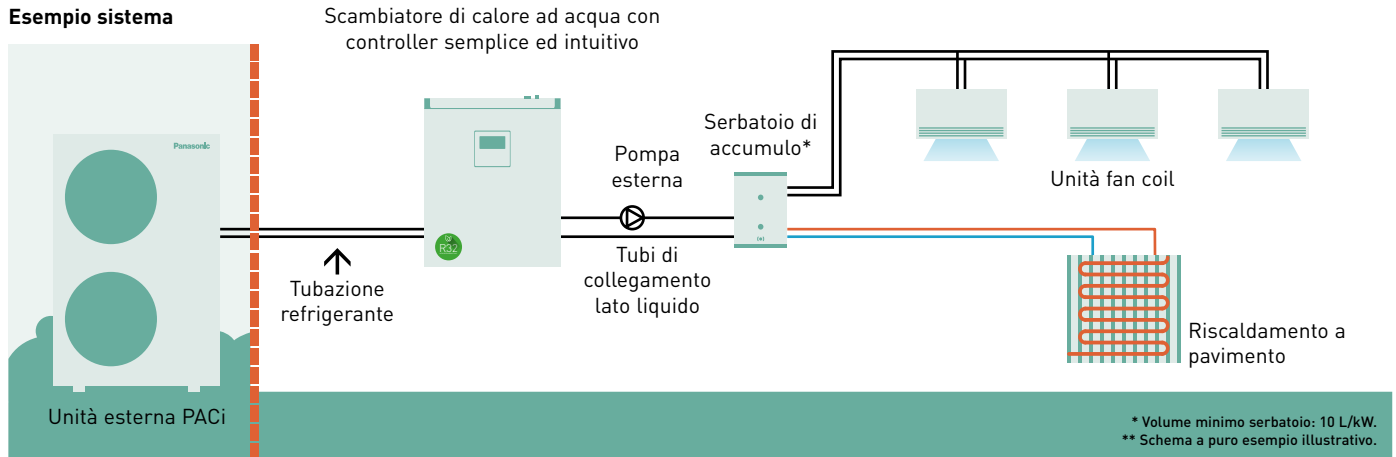 Esempio sistema
Scambiatore di calore ad acqua con
controller semplice ed intuitivo
Panasonic
R32
Tubazione
refrigerante
Pompa
esterna
Tubi di
collegamento
lato liquido
Serbatoio di
accumulo*
Unità fan coil
Riscaldamento a
pavimento
Unità esterna PACi
* Volume minimo serbatoio: 10 L/kW.
** Schema a puro esempio illustrativo.